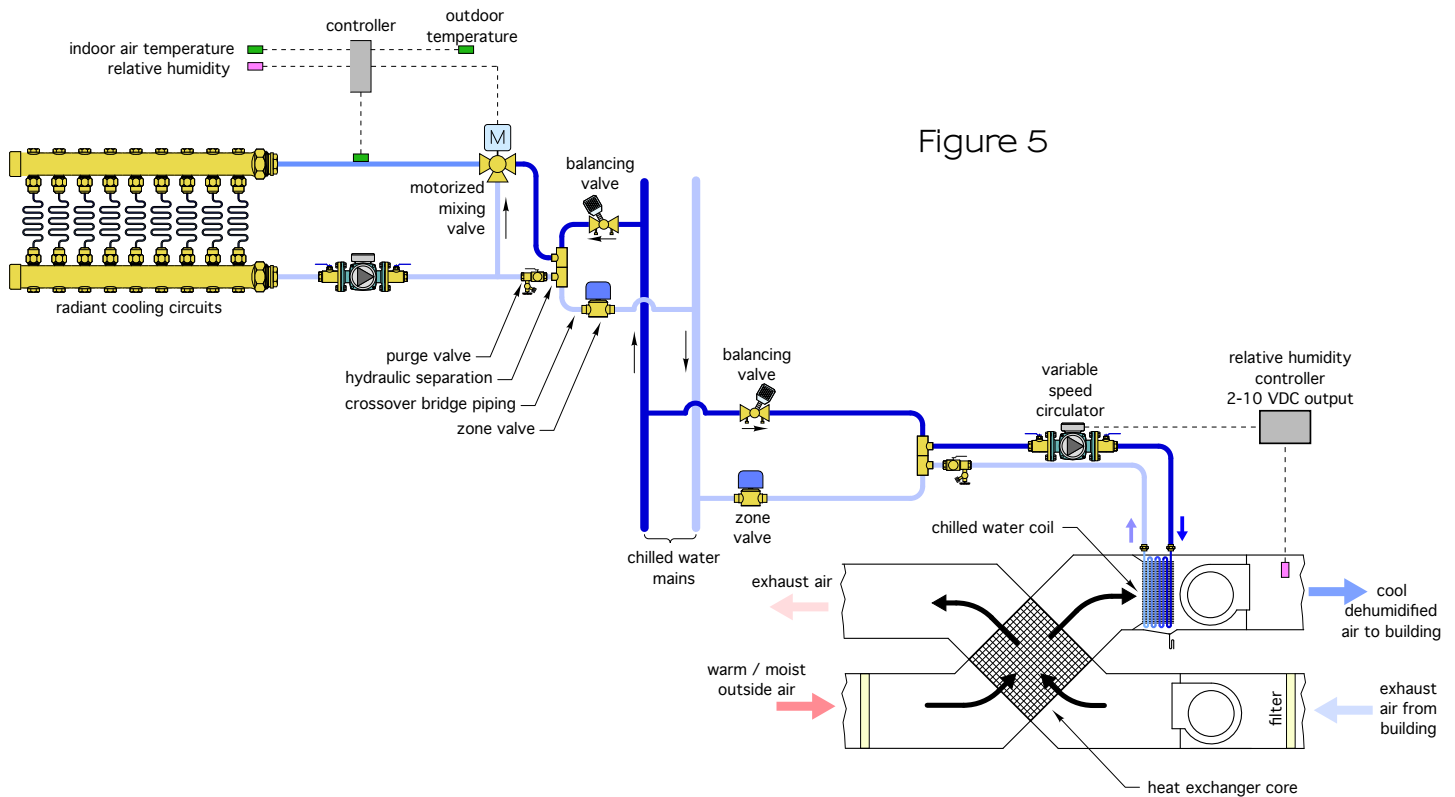 controller
outdoor
temperature
indoor air temperature
relative humidity
M
Figure 5
balancing
valve
motorized
mixing
valve
radiant cooling circuits
purge valve
hydraulic separation
crossover bridge piping
zone valve
balancing
valve
variable
speed
circulator
relative humidity
controller
2-10 VDC output
zone
valve
chilled water
mains
chilled water coil
exhaust air
cool
dehumidified
air to building
warm / moist
outside air
filter
exhaust
air from
building
heat exchanger core